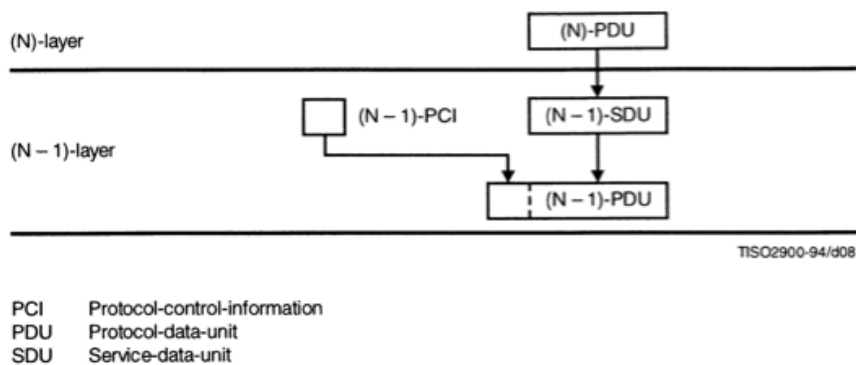 (N)-layer
(N)-PDU
(N – 1)-PCI
(N – 1)-SDU
(N – 1)-layer
(N – 1)-PDU
TISO2900-94/d08
PCI Protocol-control-information
PDU Protocol-data-unit
SDU Service-data-unit